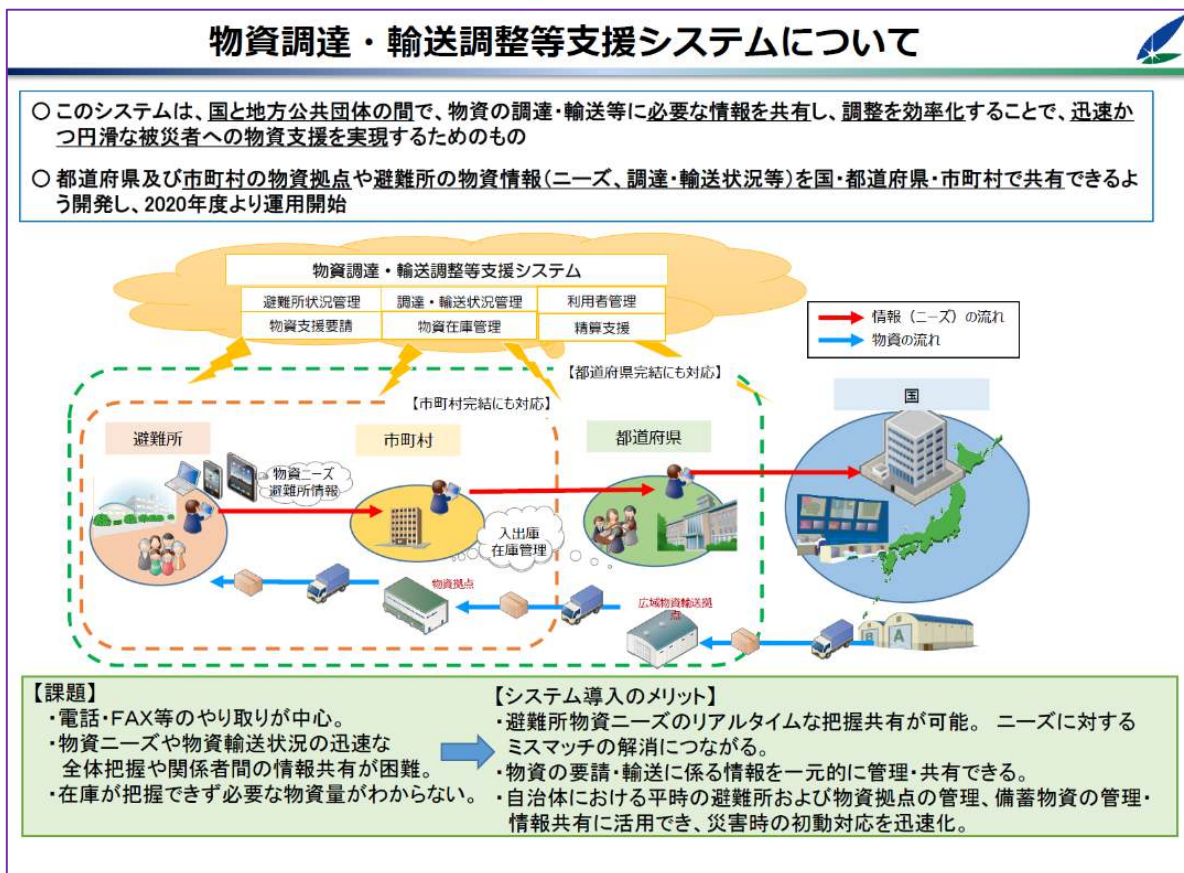 物資調達・輸送調整等支援システムについて
○ このシステムは、国と地方公共団体の間で、物資の調達・輸送等に必要な情報を共有し、調整を効率化することで、迅速か
つ円滑な被災者への物資支援を実現するためのもの
○ 都道府県及び市町村の物資拠点や避難所の物資情報(ニーズ、調達・輸送状況等)を国・都道府県・市町村で共有できるよ
う開発し、2020年度より運用開始
物資調達・輸送調整等支援システム
避難所状況管理 調達・輸送状況管理 利用者管理
物資支援要請 物資在庫管理 精算支援
情報(ニーズ)の流れ
物資の流れ
【都道府県完結にも対応】
【市町村完結にも対応】
避難所
市町村
都道府県
国
物資ニーズ
避難所情報
入出庫
在庫管理
物資拠点
広域物資輸送拠
点
B A
【課題】
・電話・FAX等のやり取りが中心。
・物資ニーズや物資輸送状況の迅速な
全体把握や関係者間の情報共有が困難。
・在庫が把握できず必要な物資量がわからない。
【システム導入のメリット】
・避難所物資ニーズのリアルタイムな把握共有が可能。 ニーズに対する
ミスマッチの解消につながる。
・物資の要請・輸送に係る情報を一元的に管理・共有できる。
・自治体における平時の避難所および物資拠点の管理、備蓄物資の管理・
情報共有に活用でき、災害時の初動対応を迅速化。